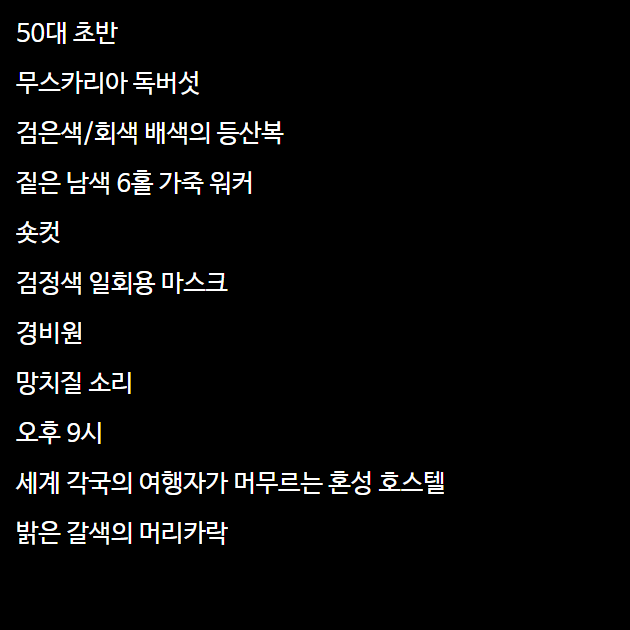 50대 초반
무스카리아 독버섯
검은색/회색 배색의 등산복
짙은 남색 6홀 가죽 워커
숏컷
검정색 일회용 마스크
경비원
망치질 소리
오후 9시
세계 각국의 여행자가 머무르는 혼성 호스텔
밝은 갈색의 머리카락